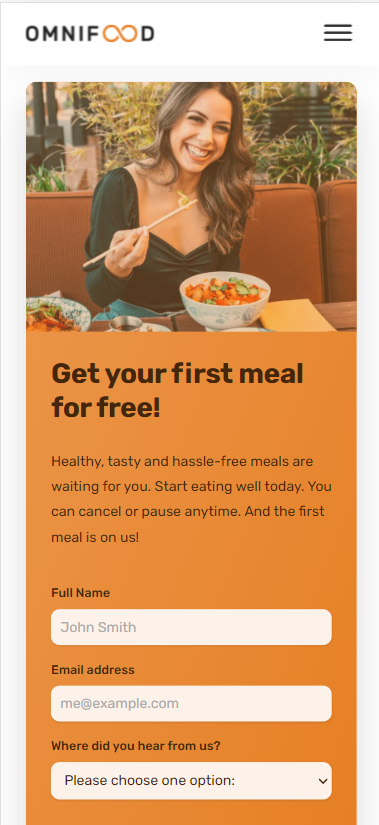 OMNIFOOD
Get your first meal
for free!
Healthy, tasty and hassle-free meals are
waiting for you. Start eating well today. You
can cancel or pause anytime. And the first
meal is on us!
Full Name
John Smith
Email address
me@example.com
Where did you hear from us?
Please choose one option: